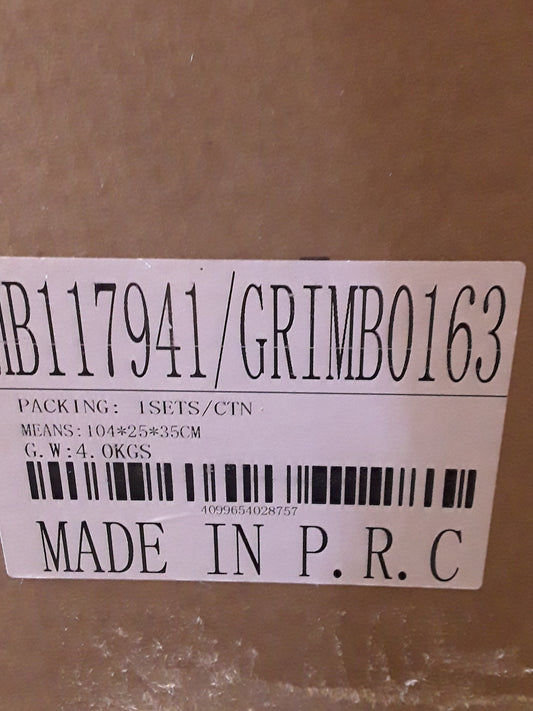 B117941/GRIMB0163
PACKING: 1SETS/CTN
MEANS:104*25*35CM
G.W:4.0KGS
4099654028757
MADE IN P.R.C